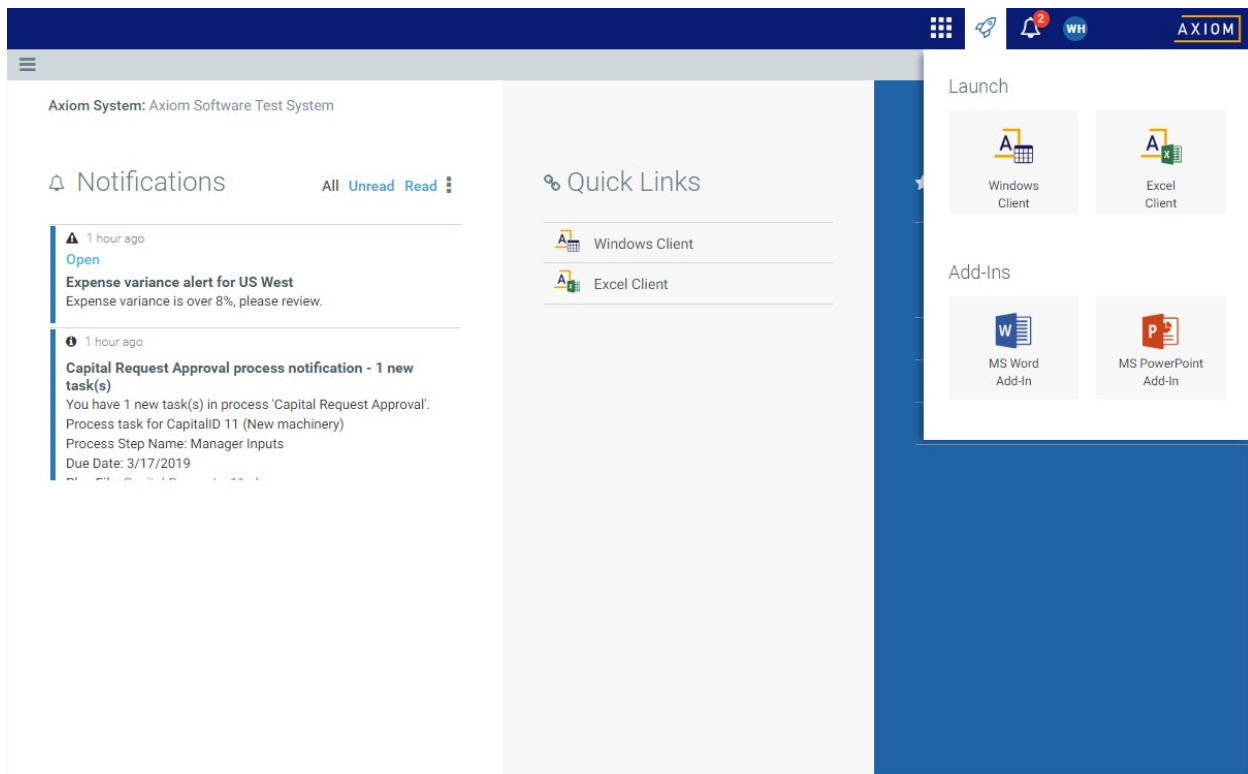 2
WH
AXIOM
Axiom System: Axiom Software Test System
Notifications
All Unread Read
1 hour ago
Open
Expense variance alert for US West
Expense variance is over 8%, please review.
1 hour ago
Capital Request Approval process notification - 1 new
task(s)
You have 1 new task(s) in process 'Capital Request Approval'.
Process task for CapitalID 11 (New machinery)
Process Step Name: Manager Inputs
Due Date: 3/17/2019
Quick Links
Windows Client
Excel Client
Launch
Windows
Client
Excel
Client
Add-Ins
MS Word
Add-In
MS PowerPoint
Add-In